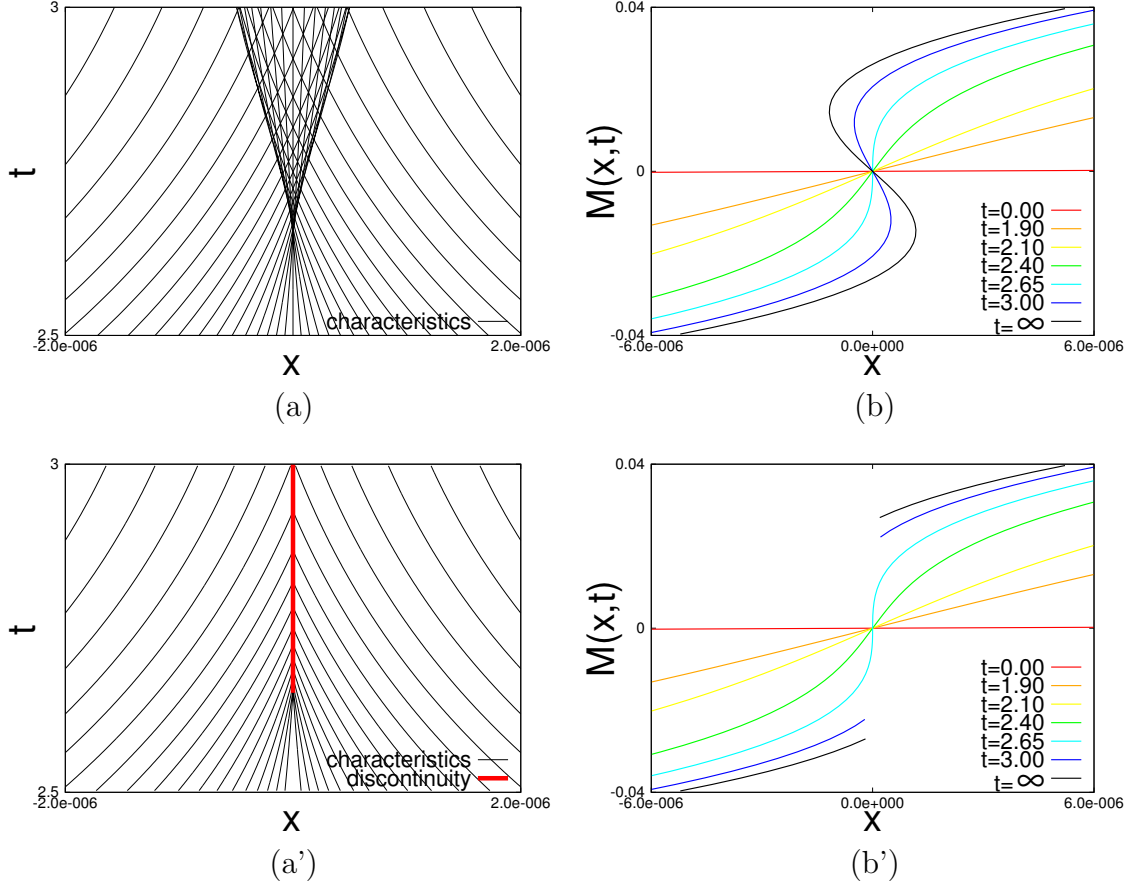 3
t
characteristics
2.5
-2.0e-006
2.0e-006
x
(a)
0.04
M(x,t)
0
t=0.00
t=1.90
t=2.10
t=2.40
t=2.65
t=3.00
t=∞
-0.04
-6.0e-006
0.0e+000
6.0e-006
x
(b)
3
t
characteristics
discontinuity
2.5
-2.0e-006
2.0e-006
x
(a')
0.04
M(x,t)
0
t=0.00
t=1.90
t=2.10
t=2.40
t=2.65
t=3.00
t=∞
-0.04
-6.0e-006
0.0e+000
6.0e-006
x
(b')